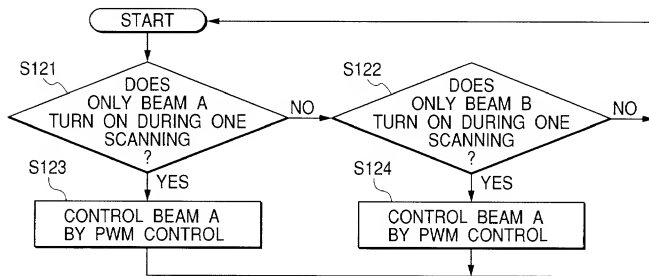 START
S121
DOES
ONLY BEAM A
TURN ON DURING ONE
SCANNING
?
NO
YES
S122
DOES
ONLY BEAM B
TURN ON DURING ONE
SCANNING
?
NO
YES
S123
CONTROL BEAM A
BY PWM CONTROL
S124
CONTROL BEAM A
BY PWM CONTROL